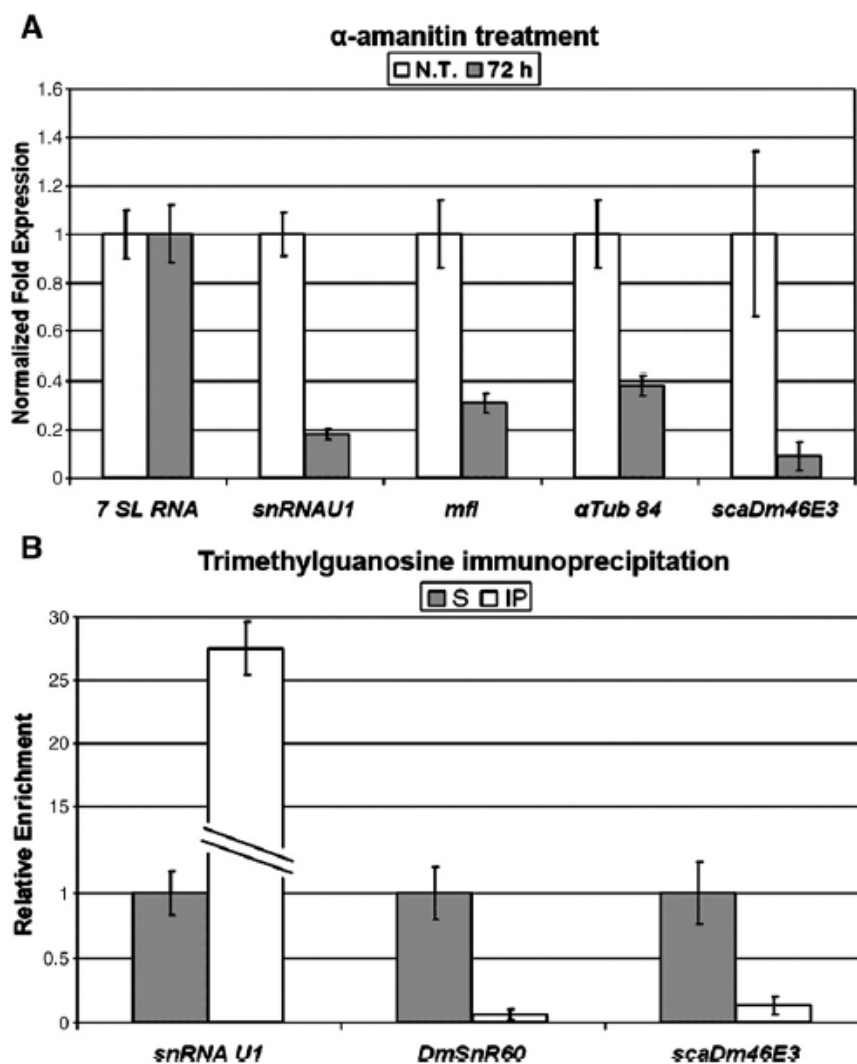 A
α-amanitin treatment
N.T. 72 h
Normalized Fold Expression
1.6
1.4
1.2
1
0.8
0.6
0.4
0.2
0
7 SL RNA snRNAU1 mfl αTub 84 scaDm46E3
B
Trimethylguanosine immunoprecipitation
S IP
Relative Enrichment
30
25
20
15
1
0.5
0
snRNA U1 DmSnR60 scaDm46E3